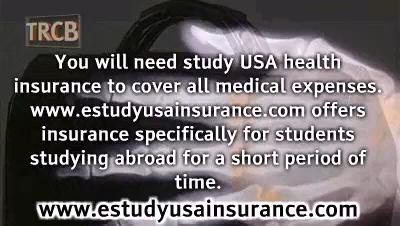 TRCB
You will need study USA health
insurance to cover all medical expenses.
www.estudyusainsurance.com offers
insurance specifically for students
studying abroad for a short period of
time.
www.estudyusainsurance.com